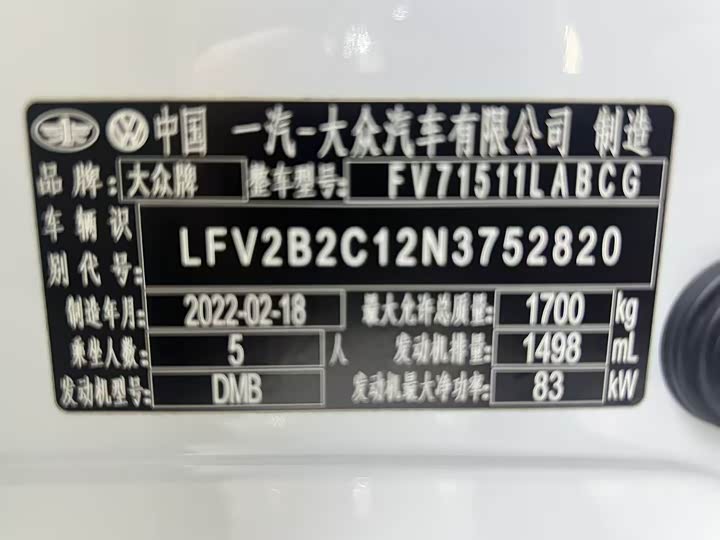 中国 一汽-大众汽车有限公司 制造
品牌: 大众牌 整车型号: FV71511LABCG
车辆识别代号: LFV2B2C12N3752820
制造年月: 2022-02-18 最大允许总质量: 1700 kg
乘坐人数: 5 人 发动机排量: 1498 mL
发动机型号: DMB 发动机最大净功率: 83 kW